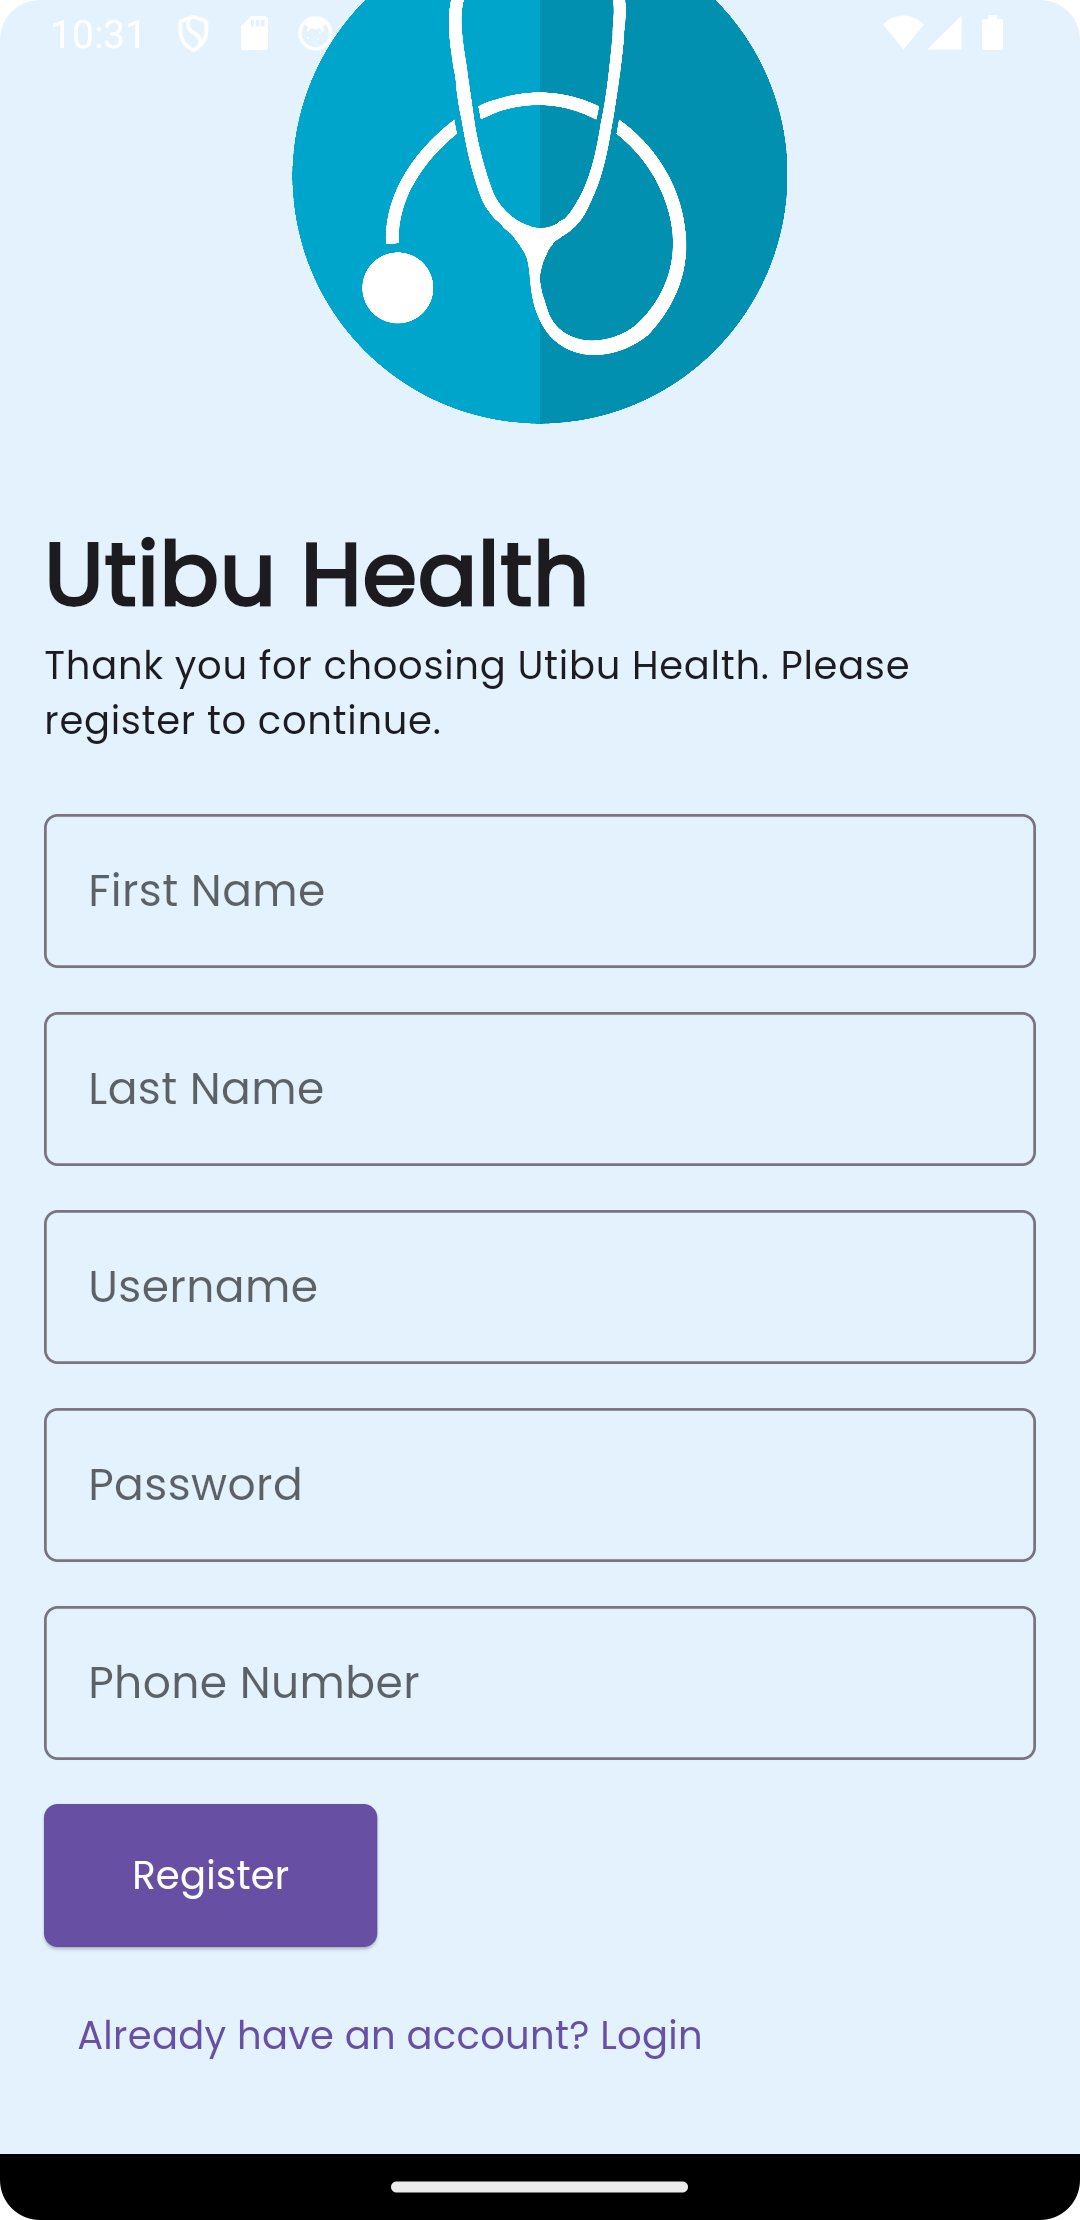 10:31
Utibu Health
Thank you for choosing Utibu Health. Please
register to continue.
First Name
Last Name
Username
Password
Phone Number
Register
Already have an account? Login